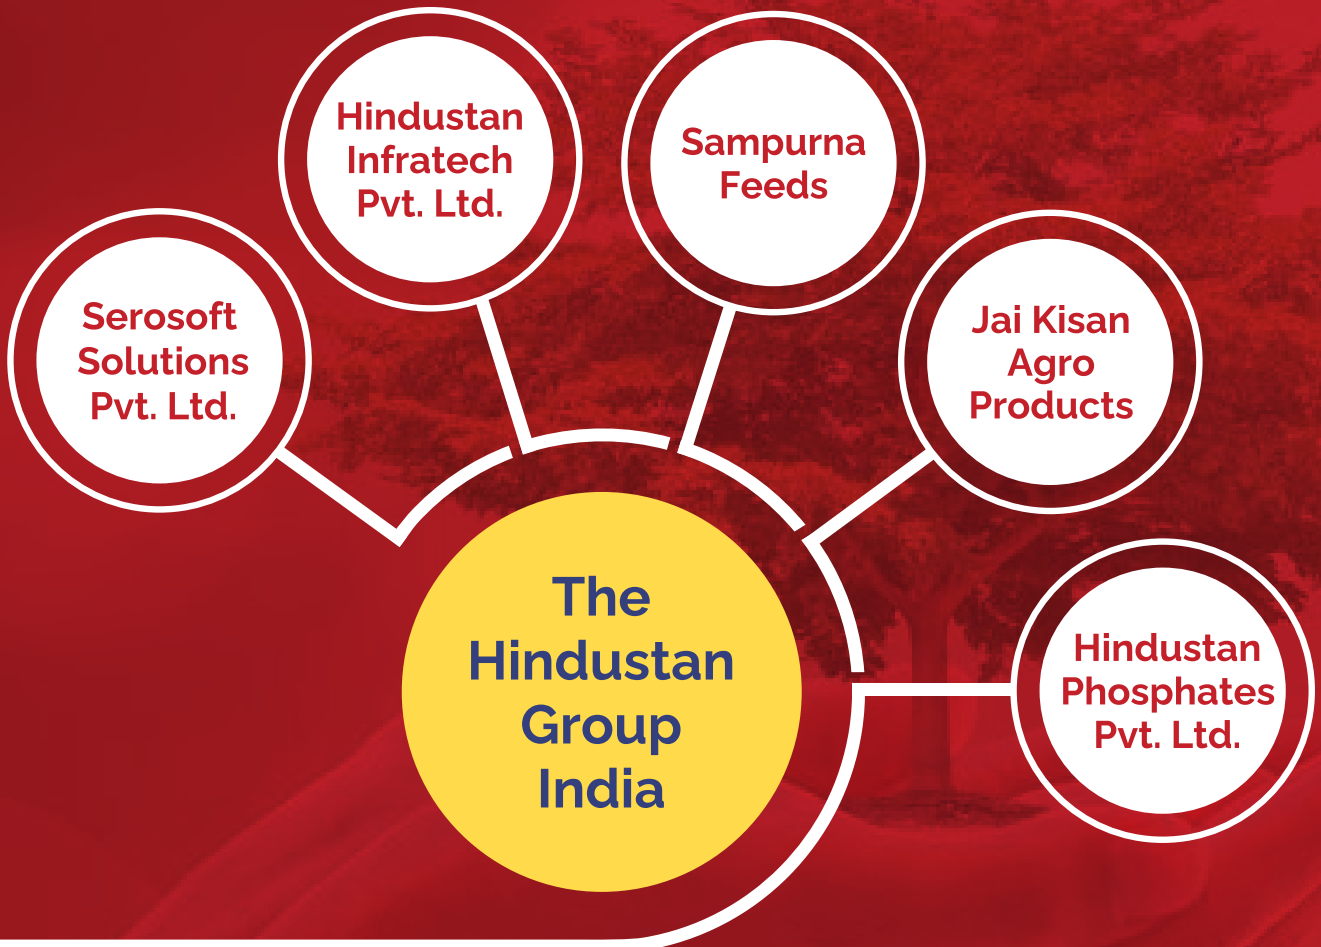 Hindustan
Infratech
Pvt. Ltd.
Sampurna
Feeds
Serosoft
Solutions
Pvt. Ltd.
Jai Kisan
Agro
Products
The
Hindustan
Group
India
Hindustan
Phosphates
Pvt. Ltd.